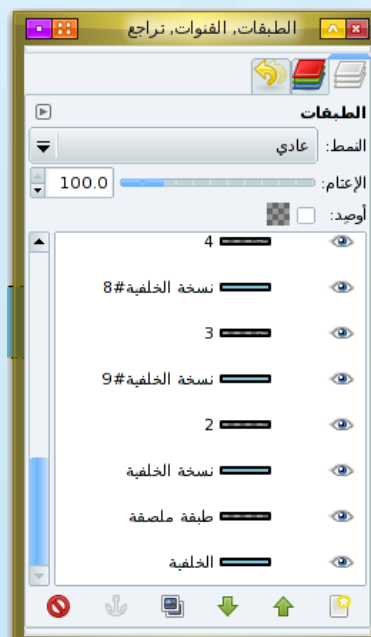 الطبقات, القنوات, تراجع
الطبقات
النمط: عادي
الإعتام: 100.0
أوصد:
4
نسخة الخلفية#8
3
نسخة الخلفية#9
2
نسخة الخلفية
طبقة ملصقة
الخلفية